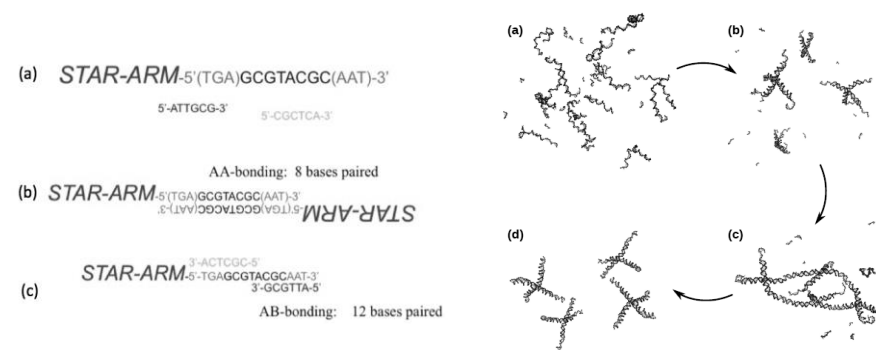 (a)
STAR-ARM-5'(TGA)GCGTACGC(AAT)-3'
5'-ATTGCG-3'
5'-CGCTCA-3'
AA-bonding: 8 bases paired
(b)
STAR-ARM-5'(TGA)GCGTACGC(AAT)-3'
STAR-ARM-5'(TGA)GCGTACGC(AAT)-3'
(c)
3'-ACTCGC-5'
STAR-ARM-5'-TGAGCGTACGCAAT-3'
3'-GCGTTA-5'
AB-bonding: 12 bases paired
(a)
(b)
(d)
(c)